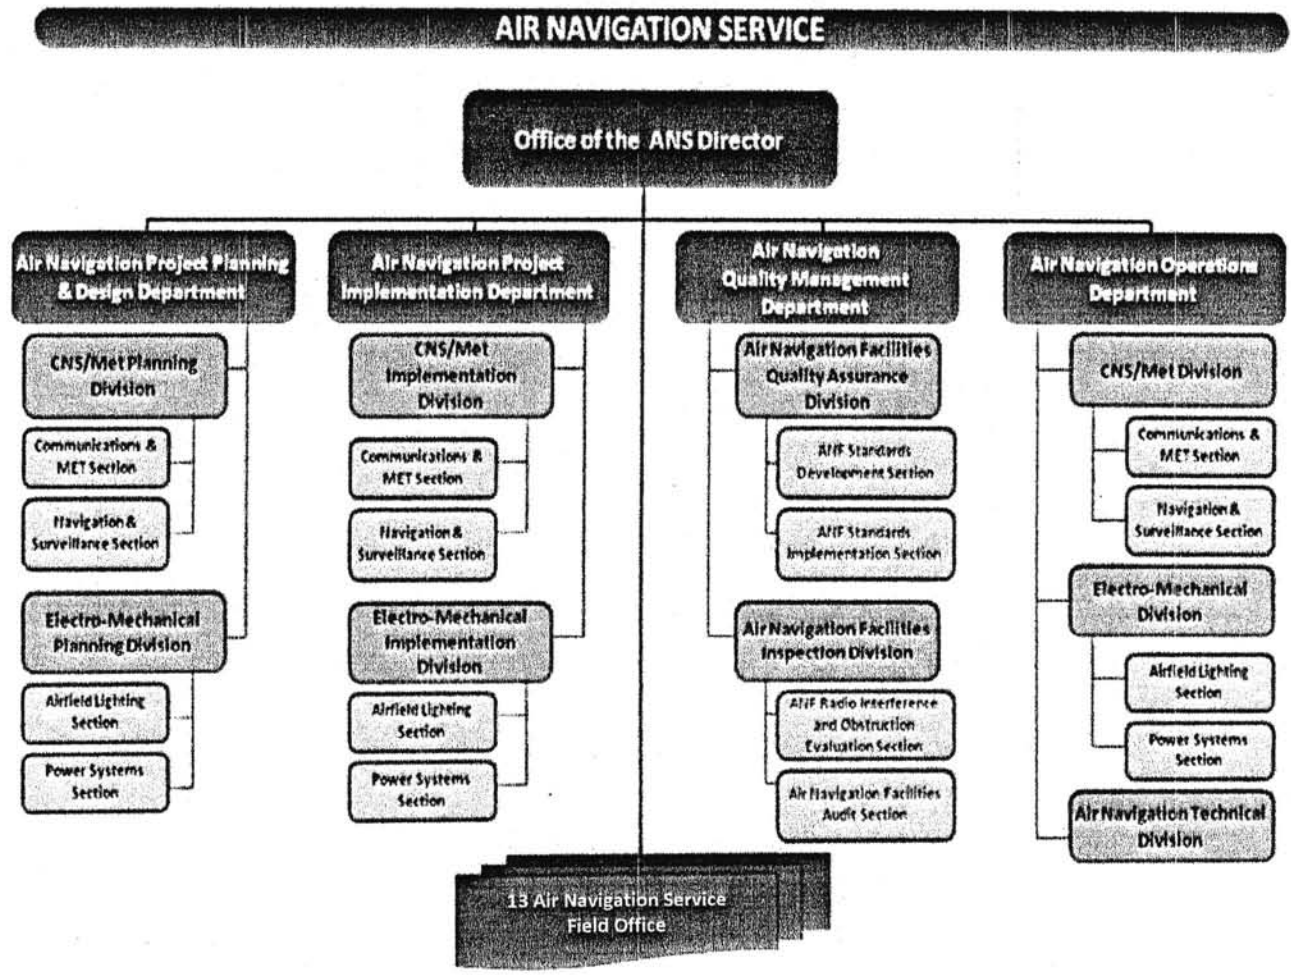 AIR NAVIGATION SERVICE
Office of the ANS Director
Air Navigation Project Planning
& Design Department
CNS/Met Planning
Division
Communications &
MET Section
Navigation &
Surveillance Section
Electro-Mechanical
Planning Division
Airfield Lighting
Section
Power Systems
Section
Air Navigation Project
Implementation Department
CNS/Met
Implementation
Division
Communications &
MET Section
Navigation &
Surveillance Section
Electro-Mechanical
Implementation
Division
Airfield Lighting
Section
Power Systems
Section
Air Navigation
Quality Management
Department
Air Navigation Facilities
Quality Assurance
Division
ANF Standards
Development Section
ANF Standards
Implementation Section
Air Navigation Facilities
Inspection Division
ANF Radio Interference
and Obstruction
Evaluation Section
Air Navigation Facilities
Audit Section
Air Navigation Operations
Department
CNS/Met Division
Communications &
MET Section
Navigation &
Surveillance Section
Electro-Mechanical
Division
Airfield Lighting
Section
Power Systems
Section
Air Navigation Technical
Division
13 Air Navigation Service
Field Office